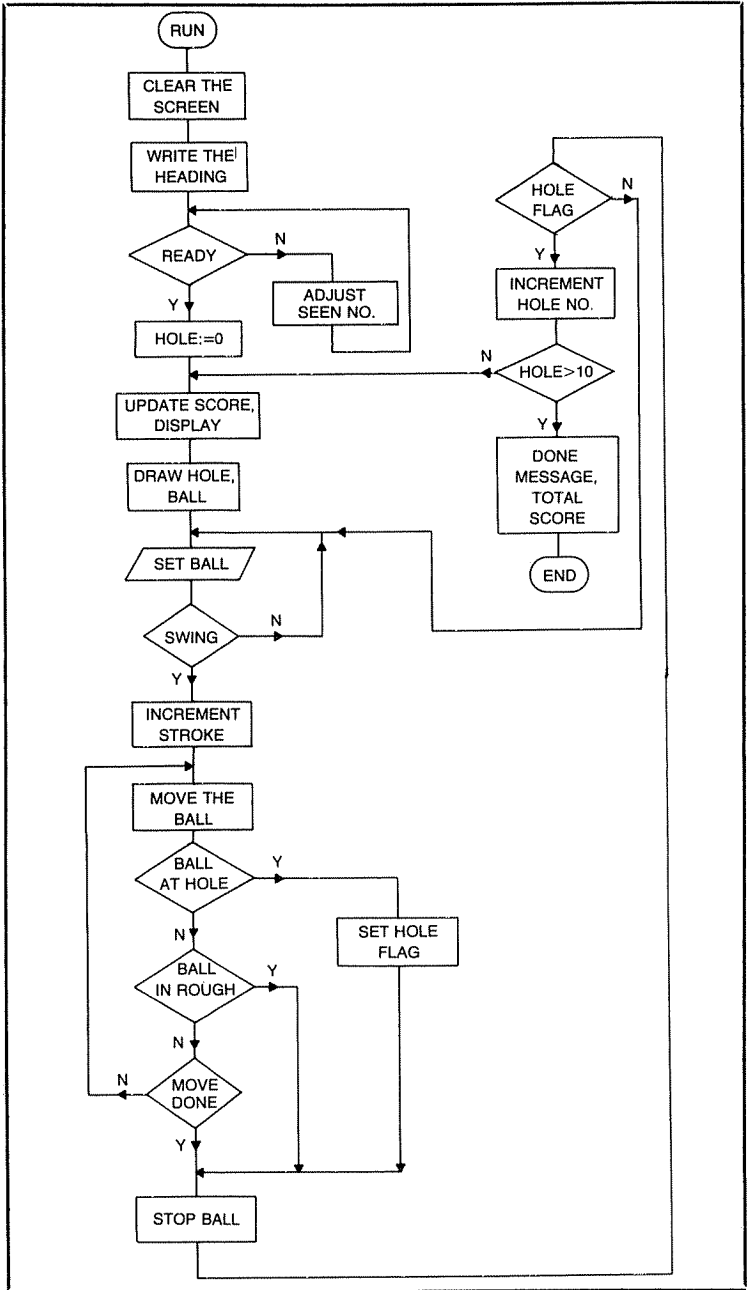 RUN
CLEAR THE
SCREEN
WRITE THE
HEADING
READY
N
ADJUST
SEEN NO.
Y
HOLE:=0
UPDATE SCORE,
DISPLAY
DRAW HOLE,
BALL
SET BALL
SWING
N
Y
INCREMENT
STROKE
MOVE THE
BALL
BALL
AT HOLE
Y
SET HOLE
FLAG
N
BALL
IN ROUGH
Y
N
MOVE
DONE
N
Y
STOP BALL
HOLE
FLAG
N
Y
INCREMENT
HOLE NO.
HOLE>10
N
Y
DONE
MESSAGE,
TOTAL
SCORE
END